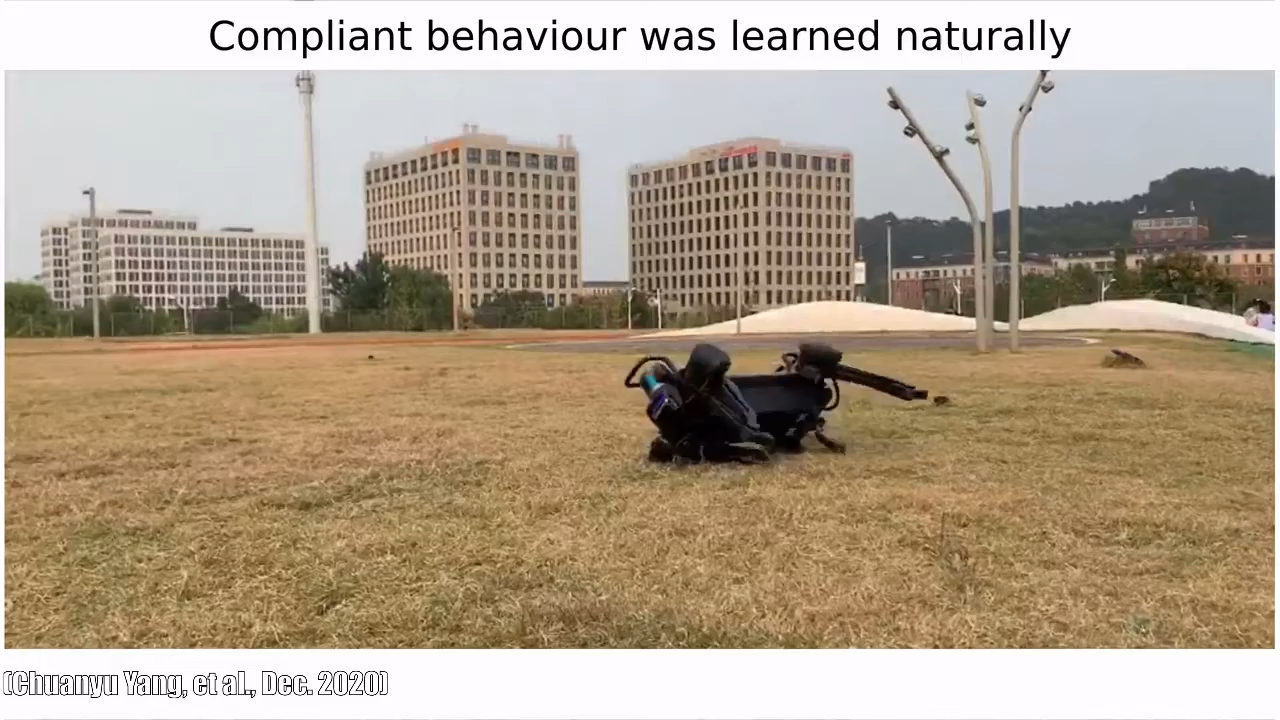 Compliant behaviour was learned naturally
(Chuanyu Yang, et al., Dec. 2020)